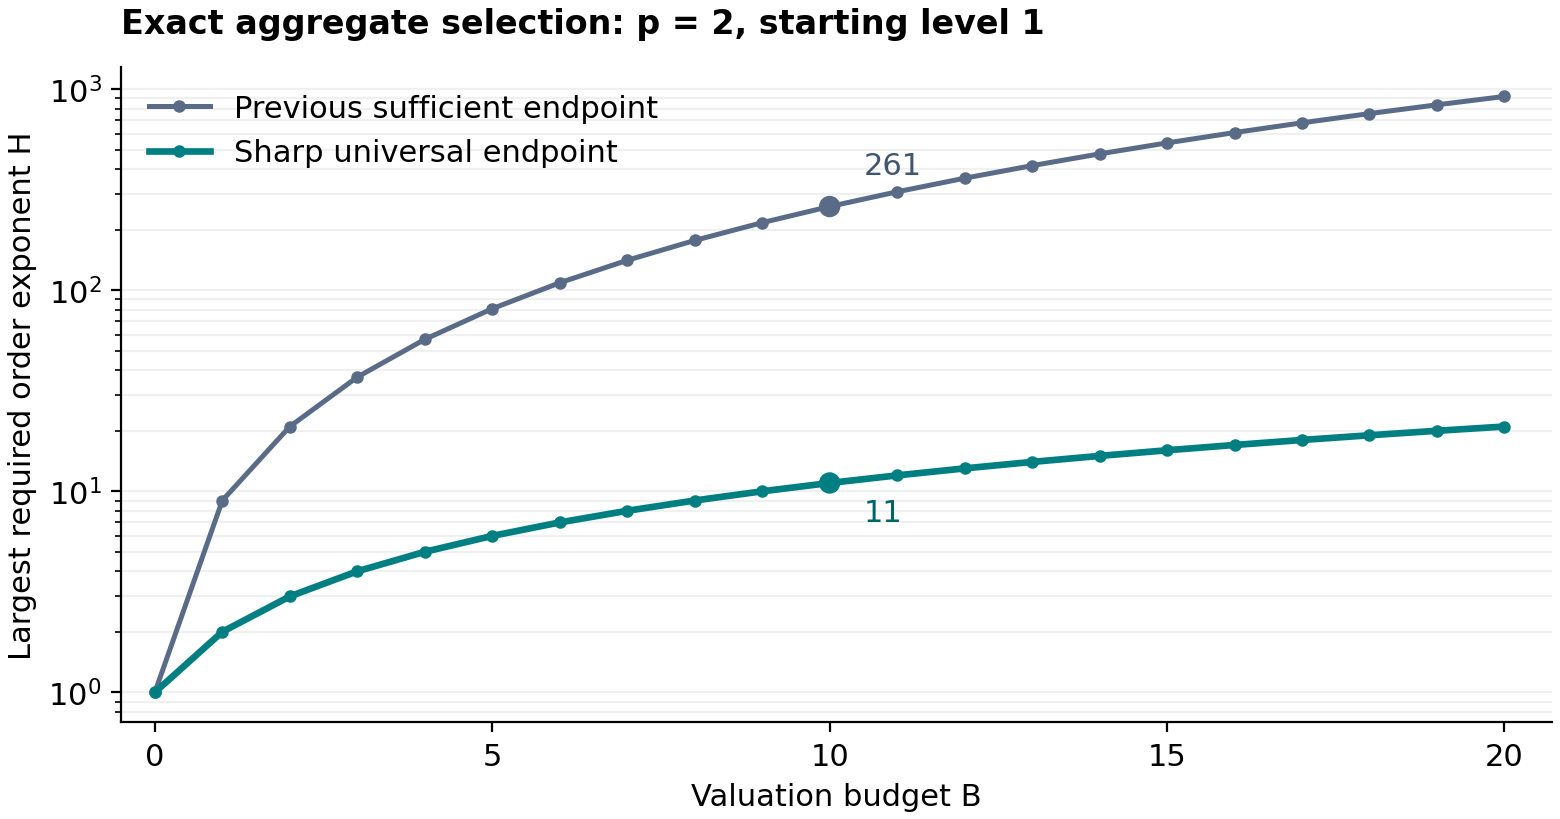 Exact aggregate selection: p = 2, starting level 1
Largest required order exponent H
10³
10²
10¹
10⁰
Previous sufficient endpoint
Sharp universal endpoint
261
11
0 5 10 15 20
Valuation budget B